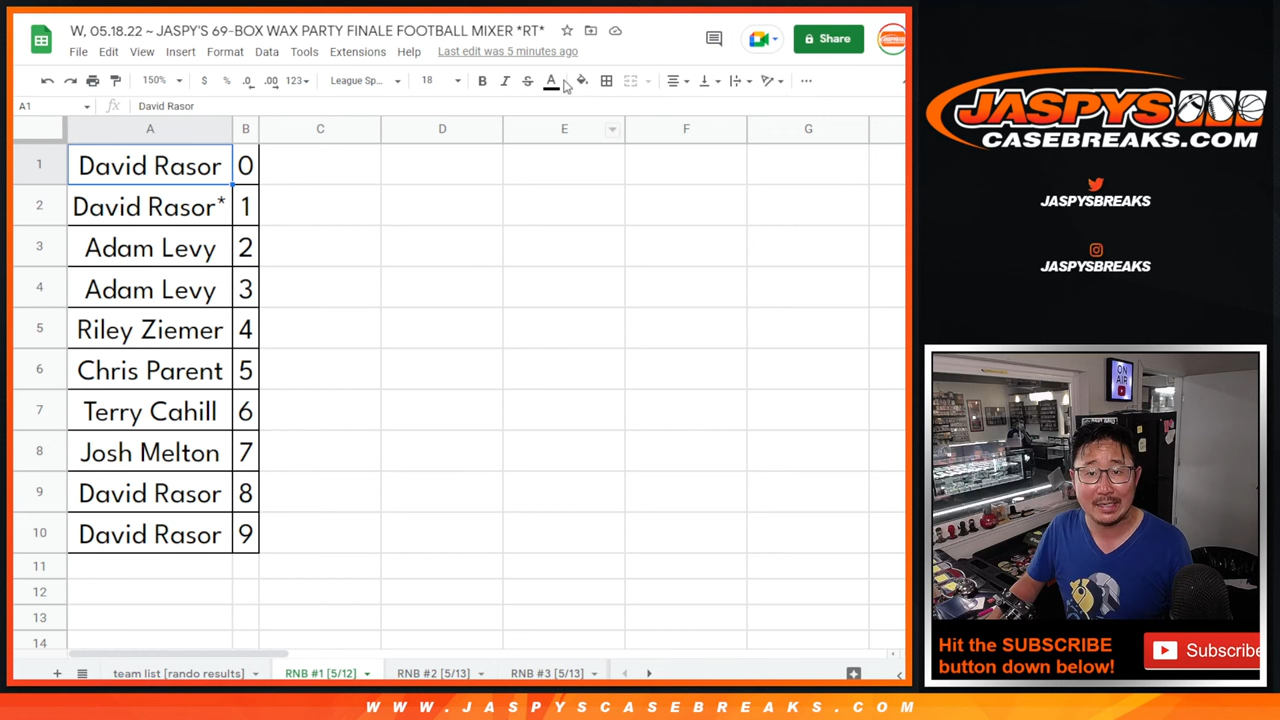 W, 05.18.22 ~ JASPY'S 69-BOX WAX PARTY FINALE FOOTBALL MIXER *RT*
File Edit View Insert Format Data Tools Extensions Help Last edit was 5 minutes ago
Share
150% $ % .0 .00 123 League Sp... 18 B I S A
A1 fx David Rasor
A B C D E F G
1 David Rasor 0
2 David Rasor* 1
3 Adam Levy 2
4 Adam Levy 3
5 Riley Ziemer 4
6 Chris Parent 5
7 Terry Cahill 6
8 Josh Melton 7
9 David Rasor 8
10 David Rasor 9
11
12
13
14
+ team list [rando results] RNB #1 [5/12] RNB #2 [5/13] RNB #3 [5/13]
JASPYS
CASEBREAKS.COM
JASPYSBREAKS
JASPYSBREAKS
ON
AIR
Hit the SUBSCRIBE
button down below!
Subscribe
WWW.JASPYSCASEBREAKS.COM